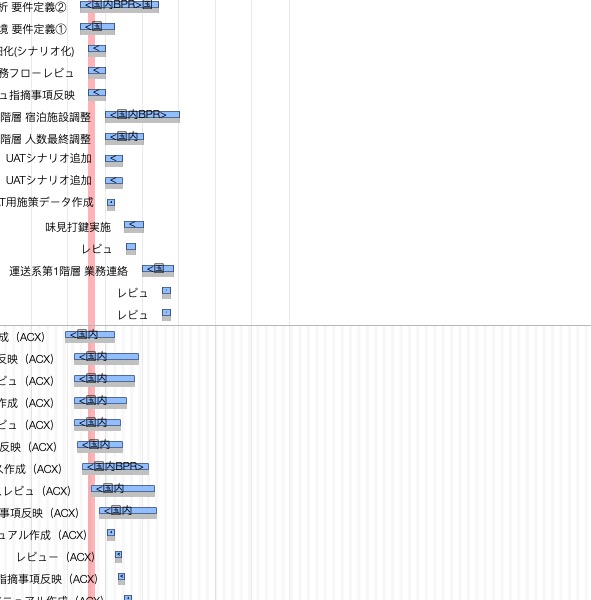 析 要件定義② <国内BPR>国
境 要件定義① <国
化(シナリオ化) <
務フローレビュ <
ュ指摘事項反映 <
階層 宿泊施設調整 <国内BPR>
階層 人数最終調整 <国内
UATシナリオ追加 <
UATシナリオ追加 <
T用施策データ作成
味見打鍵実施 <
レビュ
運送系第1階層 業務連絡 <国
レビュ
レビュ
成（ACX） <国内
反映（ACX） <国内
ビュ（ACX） <国内
作成（ACX） <国内
ビュ（ACX） <国内
反映（ACX） <国内
ス作成（ACX） <国内BPR>
レビュ（ACX） <国内
事項反映（ACX） <国内
ュアル作成（ACX）
レビュー（ACX）
指摘事項反映（ACX）
ニュアル作成（ACX）